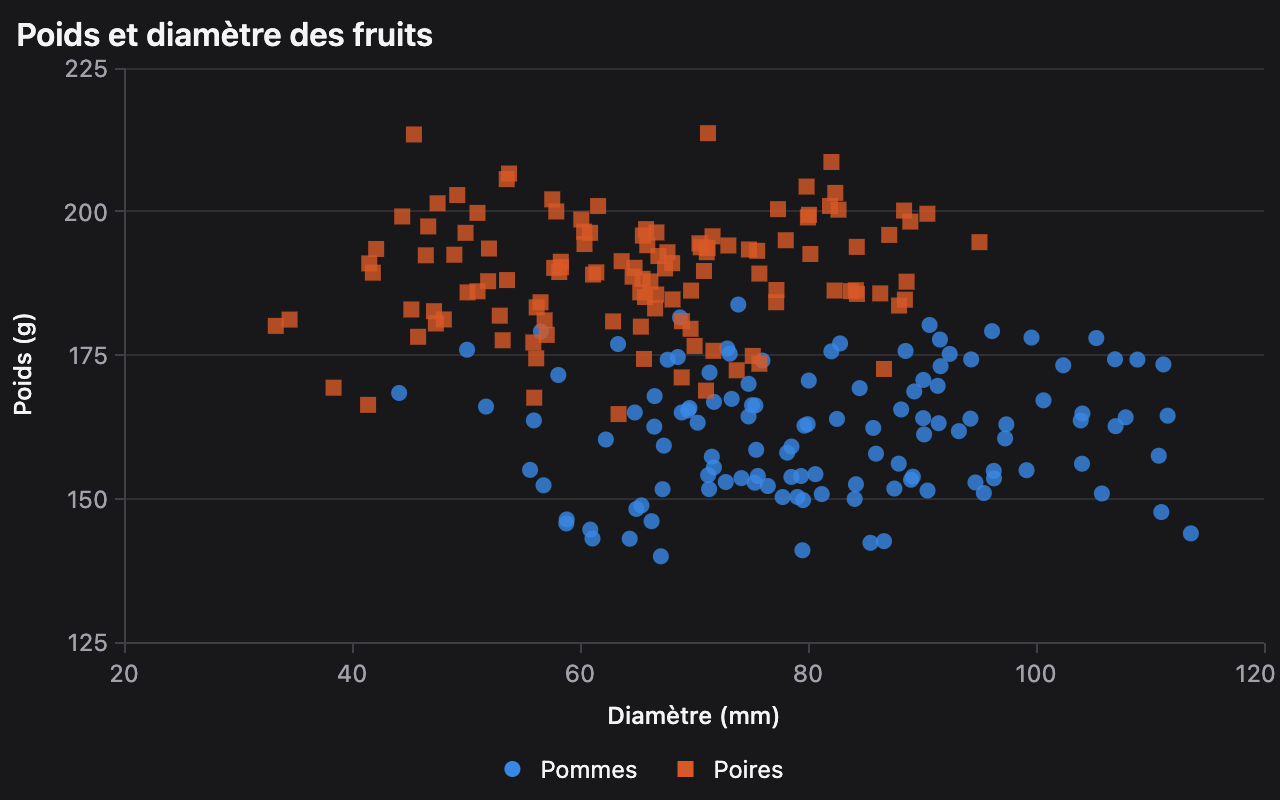 Poids et diamètre des fruits
225
200
175
150
125
Poids (g)
20 40 60 80 100 120
Diamètre (mm)
Pommes Poires